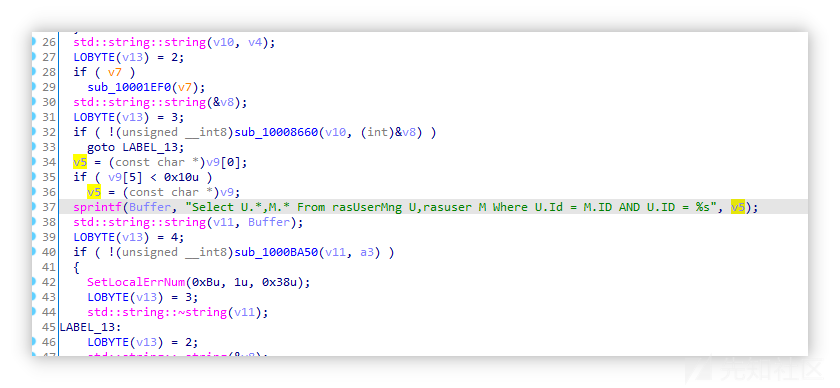 26 std::string::string(v10, v4);
27 LOBYTE(v13) = 2;
28 if ( v7 )
29 sub_10001EF0(v7);
30 std::string::string(&v8);
31 LOBYTE(v13) = 3;
32 if ( !(unsigned __int8)sub_10008660(v10, (int)&v8) )
33 goto LABEL_13;
34 v5 = (const char *)v9[0];
35 if ( v9[5] < 0x10u )
36 v5 = (const char *)v9;
37 sprintf(Buffer, "Select U.*,M.* From rasUserMng U,rasuser M Where U.Id = M.ID AND U.ID = %s", v5);
38 std::string::string(v11, Buffer);
39 LOBYTE(v13) = 4;
40 if ( !(unsigned __int8)sub_1000BA50(v11, a3) )
41 {
42 SetLocalErrNum(0xBu, 1u, 0x38u);
43 LOBYTE(v13) = 3;
44 std::string::~string(v11);
45 LABEL_13:
46 LOBYTE(v13) = 2;
先知社区